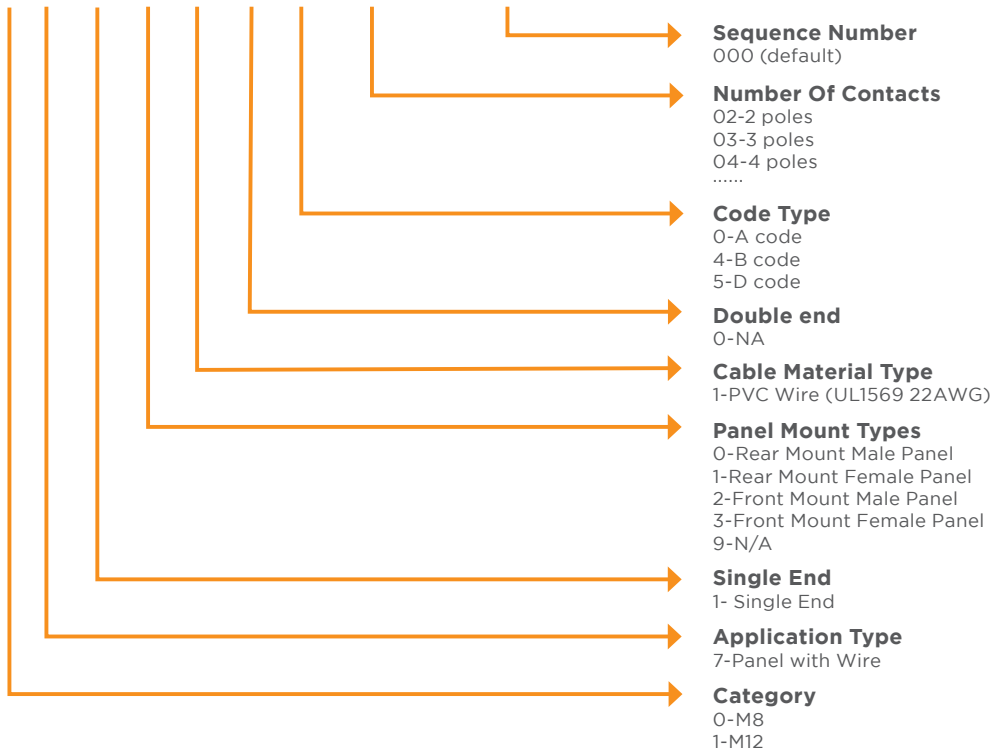 Sequence Number
000 (default)
Number Of Contacts
02-2 poles
03-3 poles
04-4 poles
......
Code Type
0-A code
4-B code
5-D code
Double end
0-NA
Cable Material Type
1-PVC Wire (UL1569 22AWG)
Panel Mount Types
0-Rear Mount Male Panel
1-Rear Mount Female Panel
2-Front Mount Male Panel
3-Front Mount Female Panel
9-N/A
Single End
1- Single End
Application Type
7-Panel with Wire
Category
0-M8
1-M12